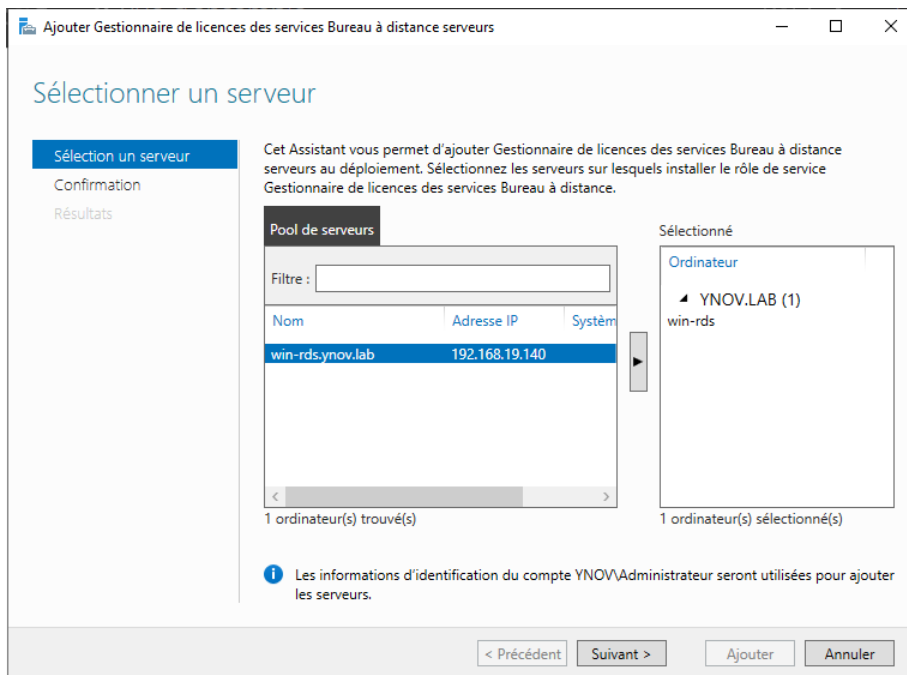 Ajouter Gestionnaire de licences des services Bureau à distance serveurs
Sélectionner un serveur
Sélection un serveur
Confirmation
Résultats
Cet Assistant vous permet d'ajouter Gestionnaire de licences des services Bureau à distance
serveurs au déploiement. Sélectionnez les serveurs sur lesquels installer le rôle de service
Gestionnaire de licences des services Bureau à distance.
Pool de serveurs
Filtre :
Nom Adresse IP Systèm
win-rds.ynov.lab 192.168.19.140
1 ordinateur(s) trouvé(s)
Sélectionné
Ordinateur
YNOV.LAB (1)
win-rds
1 ordinateur(s) sélectionné(s)
Les informations d'identification du compte YNOV\Administrateur seront utilisées pour ajouter
les serveurs.
< Précédent Suivant > Ajouter Annuler